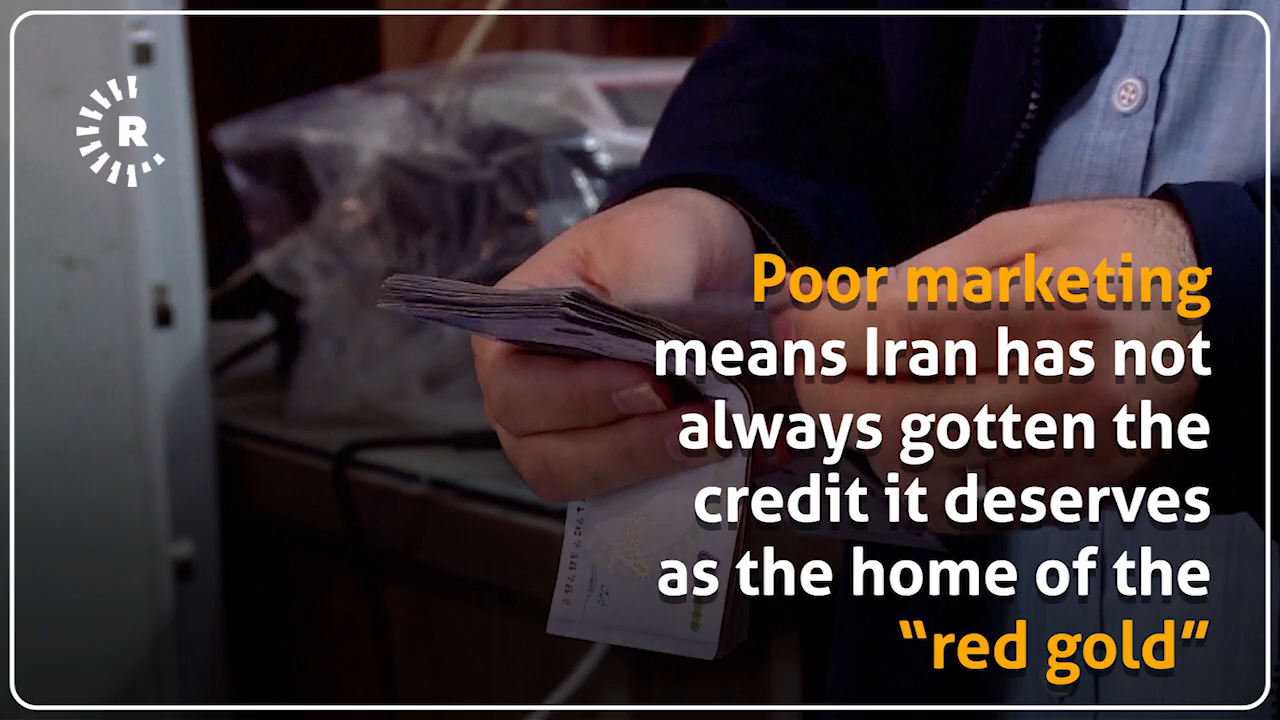 R
Poor marketing
means Iran has not
always gotten the
credit it deserves
as the home of the
“red gold”